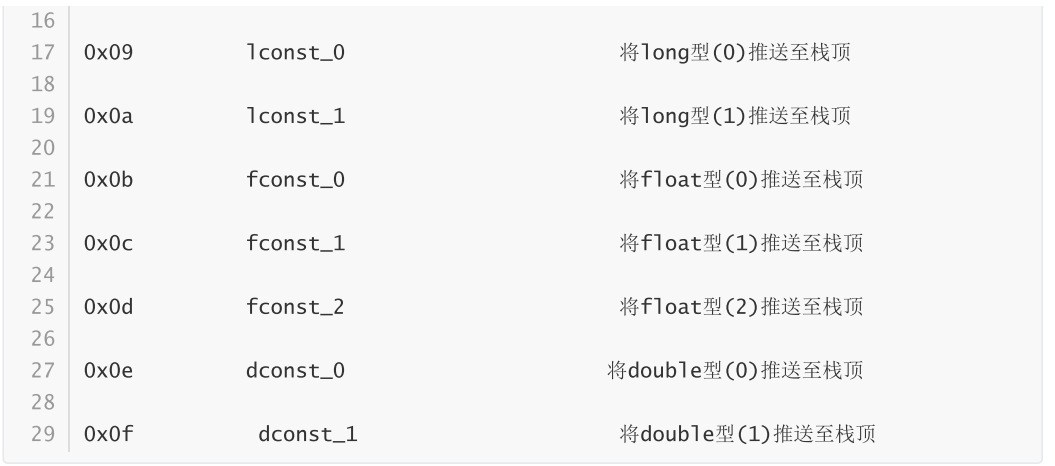 16
17 0x09 lconst_0 将long型(0)推送至栈顶
18
19 0x0a lconst_1 将long型(1)推送至栈顶
20
21 0x0b fconst_0 将float型(0)推送至栈顶
22
23 0x0c fconst_1 将float型(1)推送至栈顶
24
25 0x0d fconst_2 将float型(2)推送至栈顶
26
27 0x0e dconst_0 将double型(0)推送至栈顶
28
29 0x0f dconst_1 将double型(1)推送至栈顶